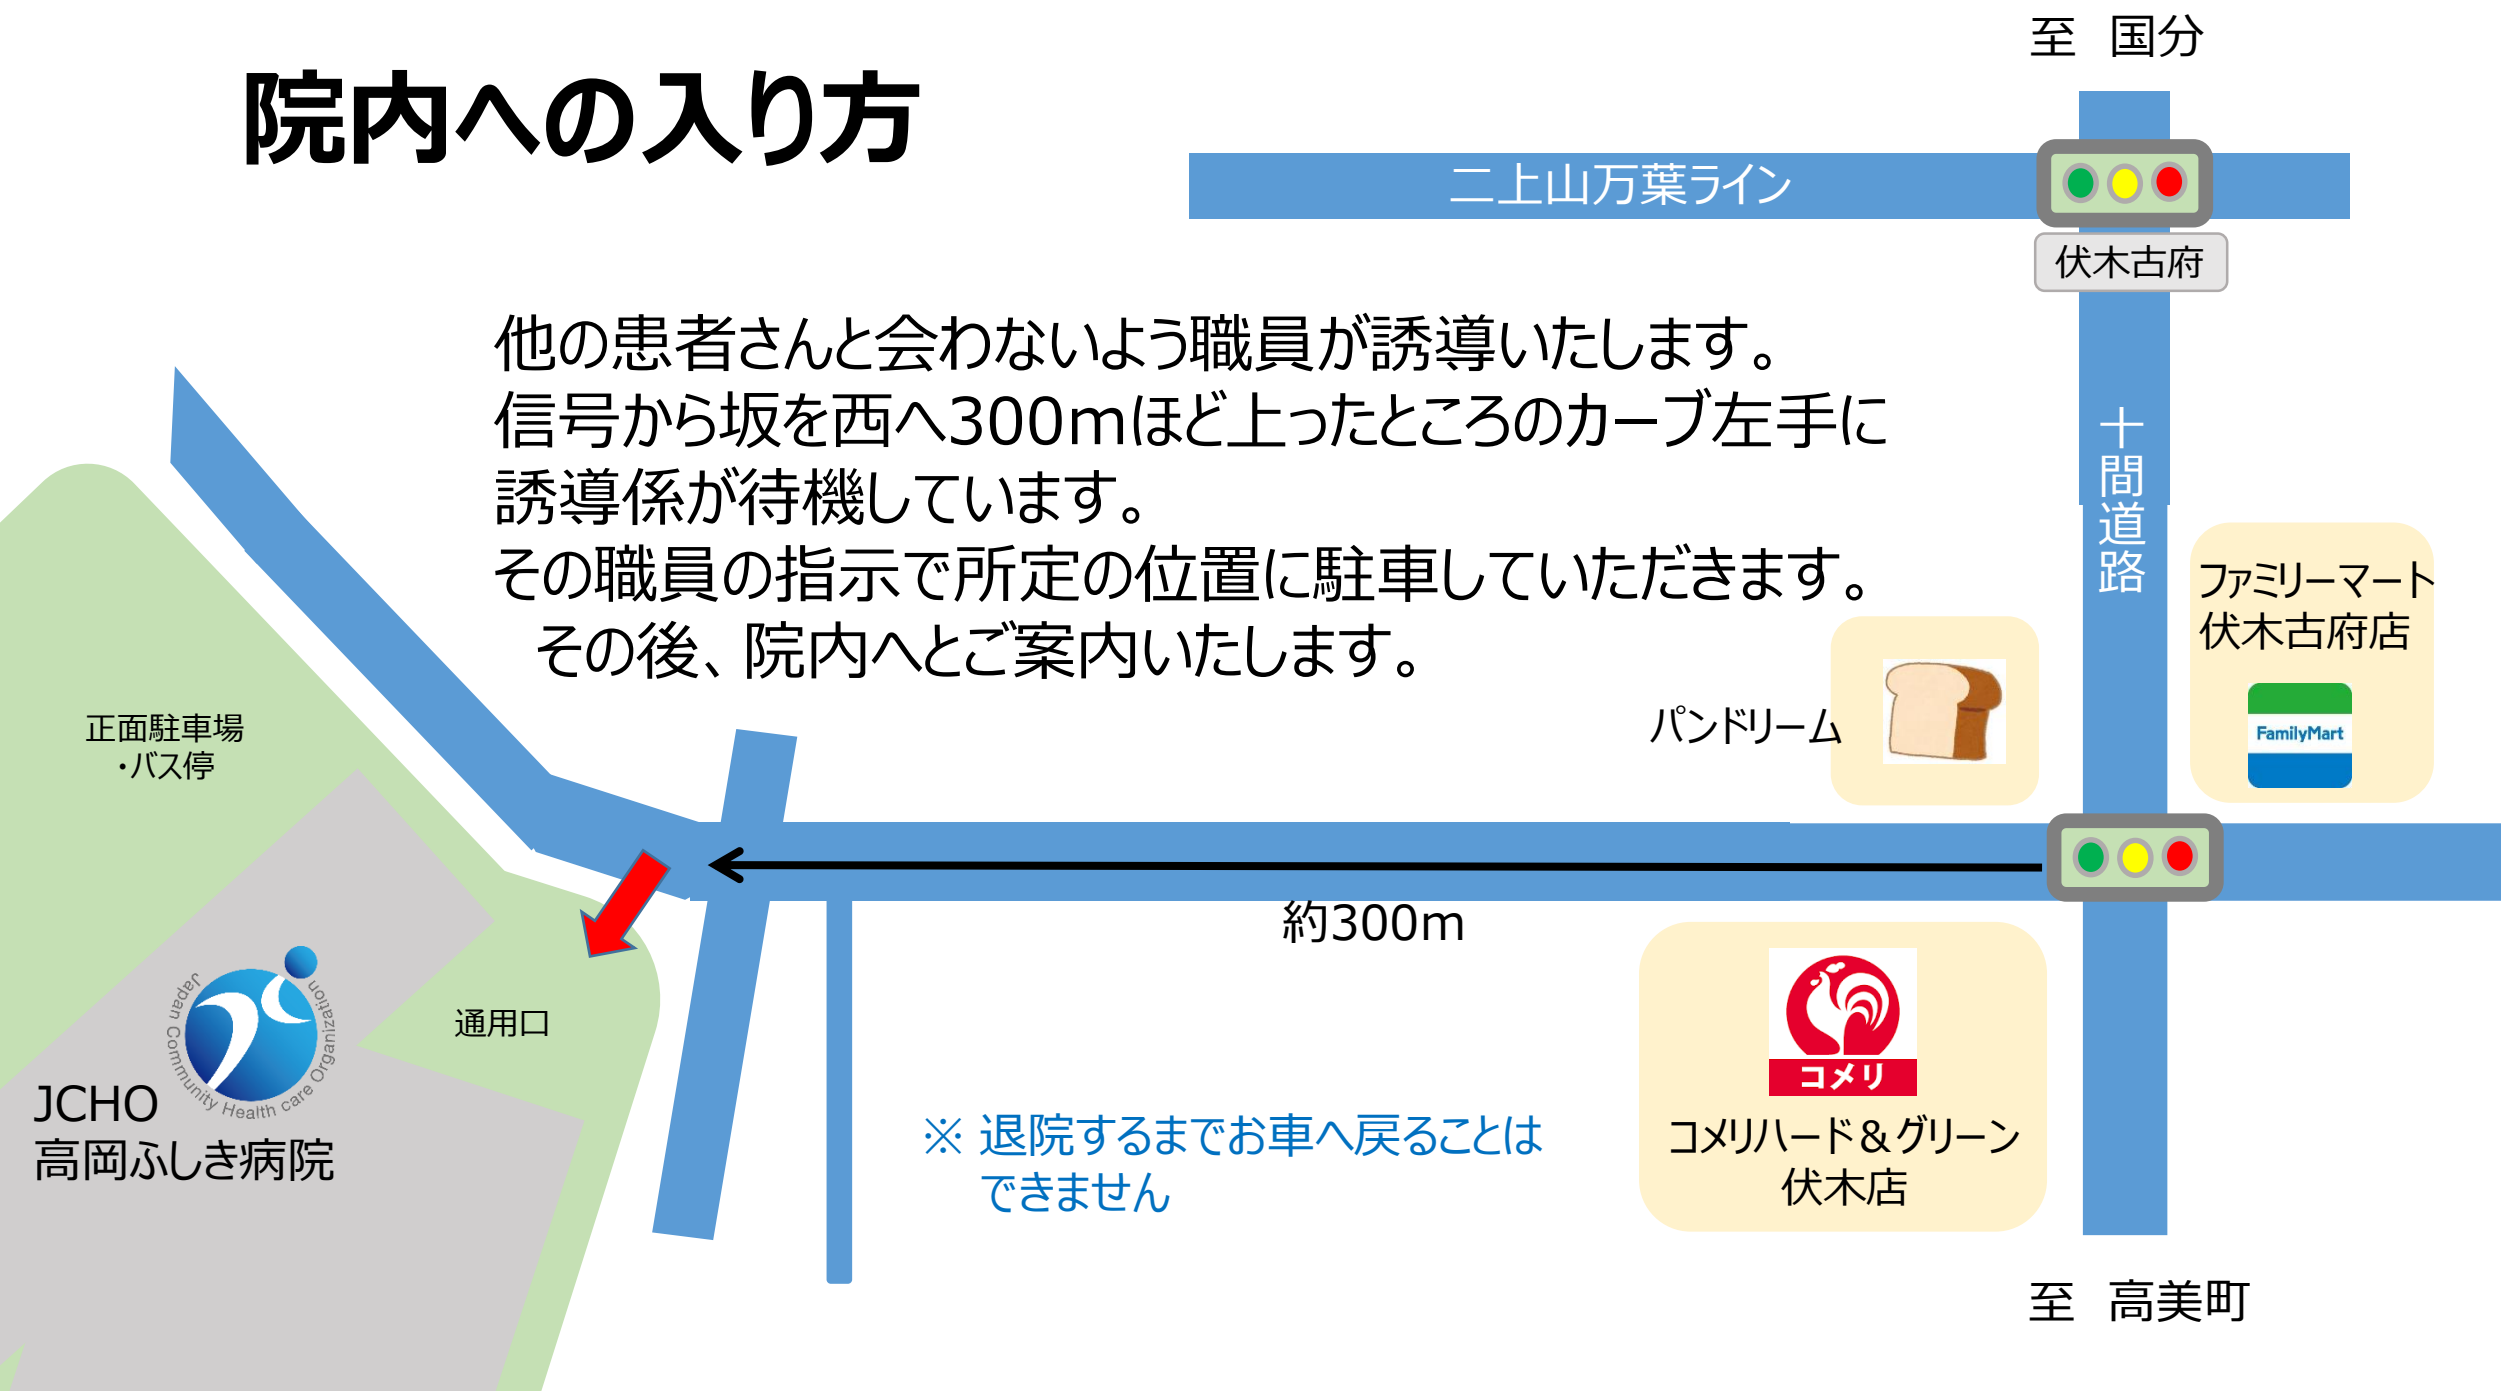 院内への入り方
至　国分
二上山万葉ライン
伏木古府
他の患者さんと会わないよう職員が誘導いたします。
信号から坂を西へ300mほど上ったところのカーブ左手に
誘導係が待機しています。
その職員の指示で所定の位置に駐車していただきます。
その後、院内へとご案内いたします。
十間道路
ファミリーマート
伏木古府店
FamilyMart
パンドリーム
正面駐車場
・バス停
約300m
通用口
Japan Community Health care Organization
JCHO
高岡ふしき病院
コメリ
コメリハード＆グリーン
伏木店
※ 退院するまでお車へ戻ることは
できません
至　高美町